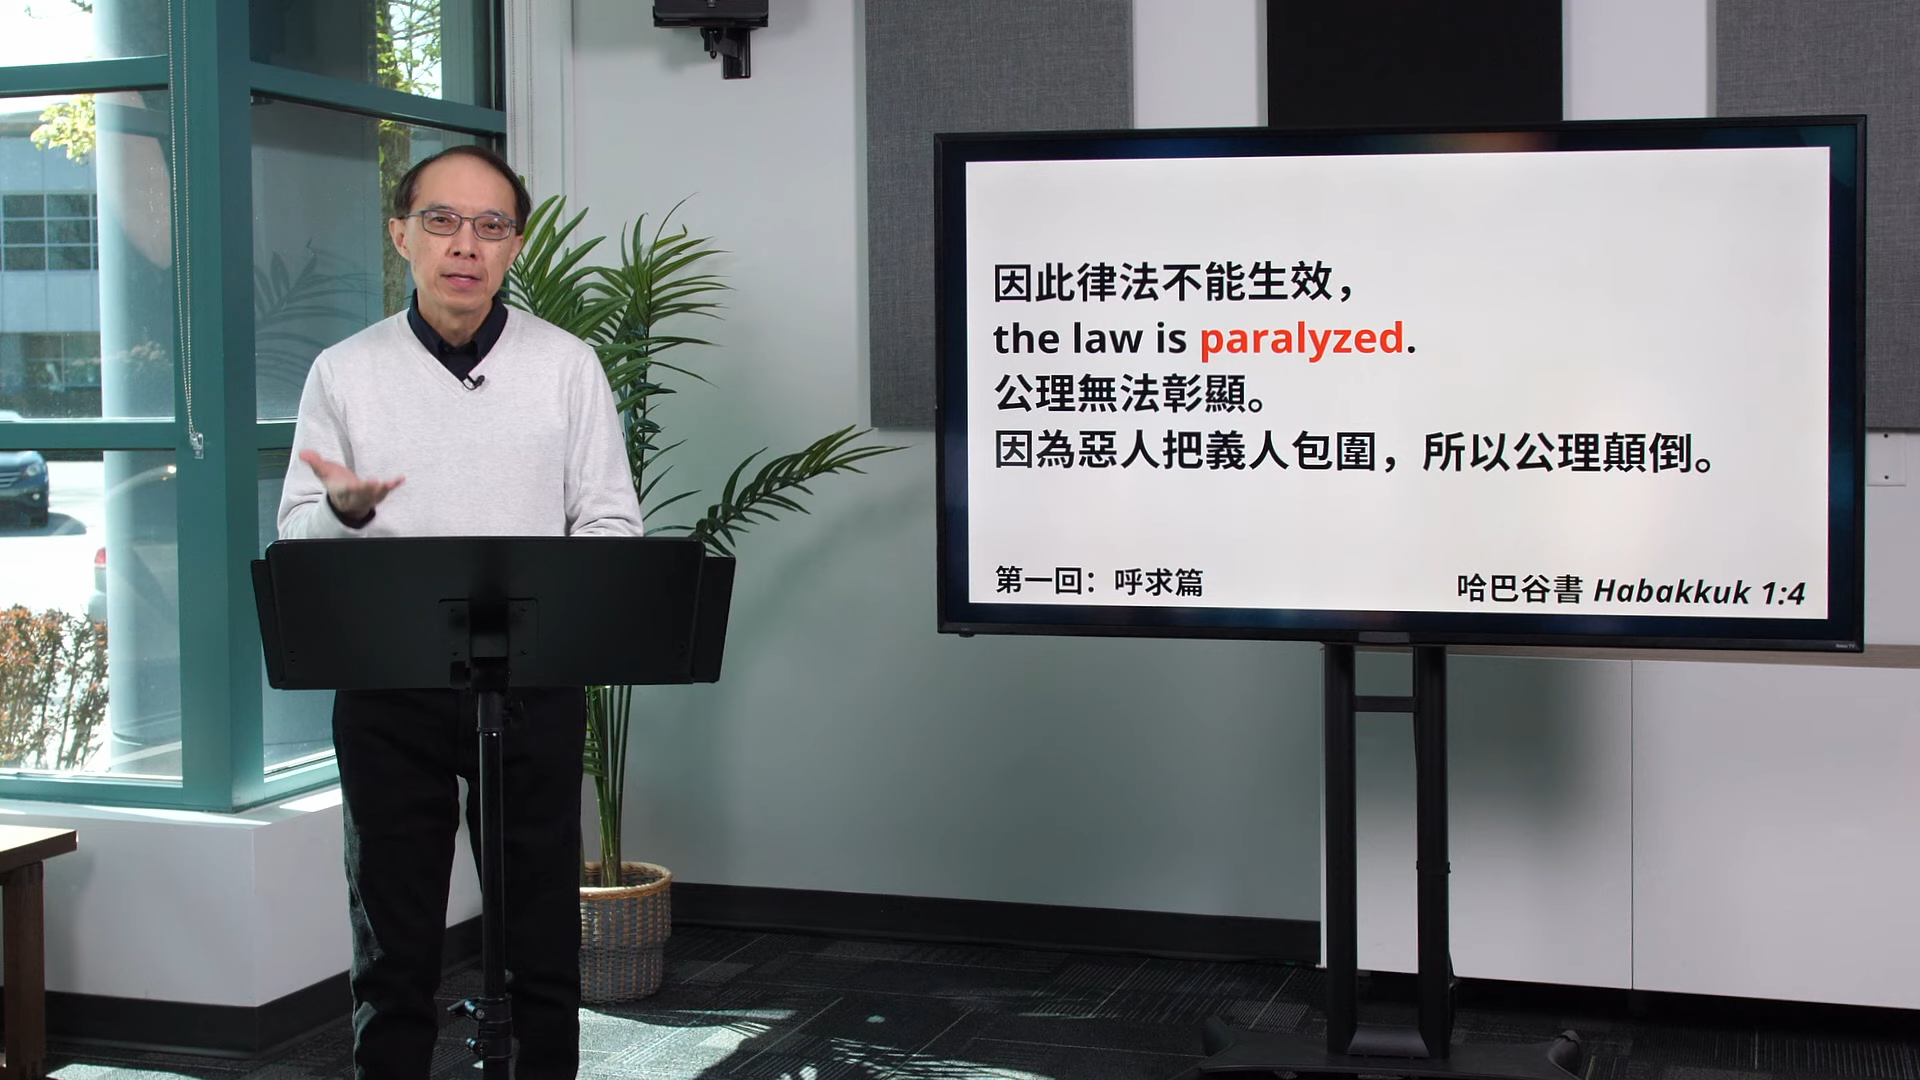 因此律法不能生效，
the law is paralyzed.
公理無法彰顯。
因為惡人把義人包圍，所以公理顛倒。
第一回：呼求篇
哈巴谷書 Habakkuk 1:4